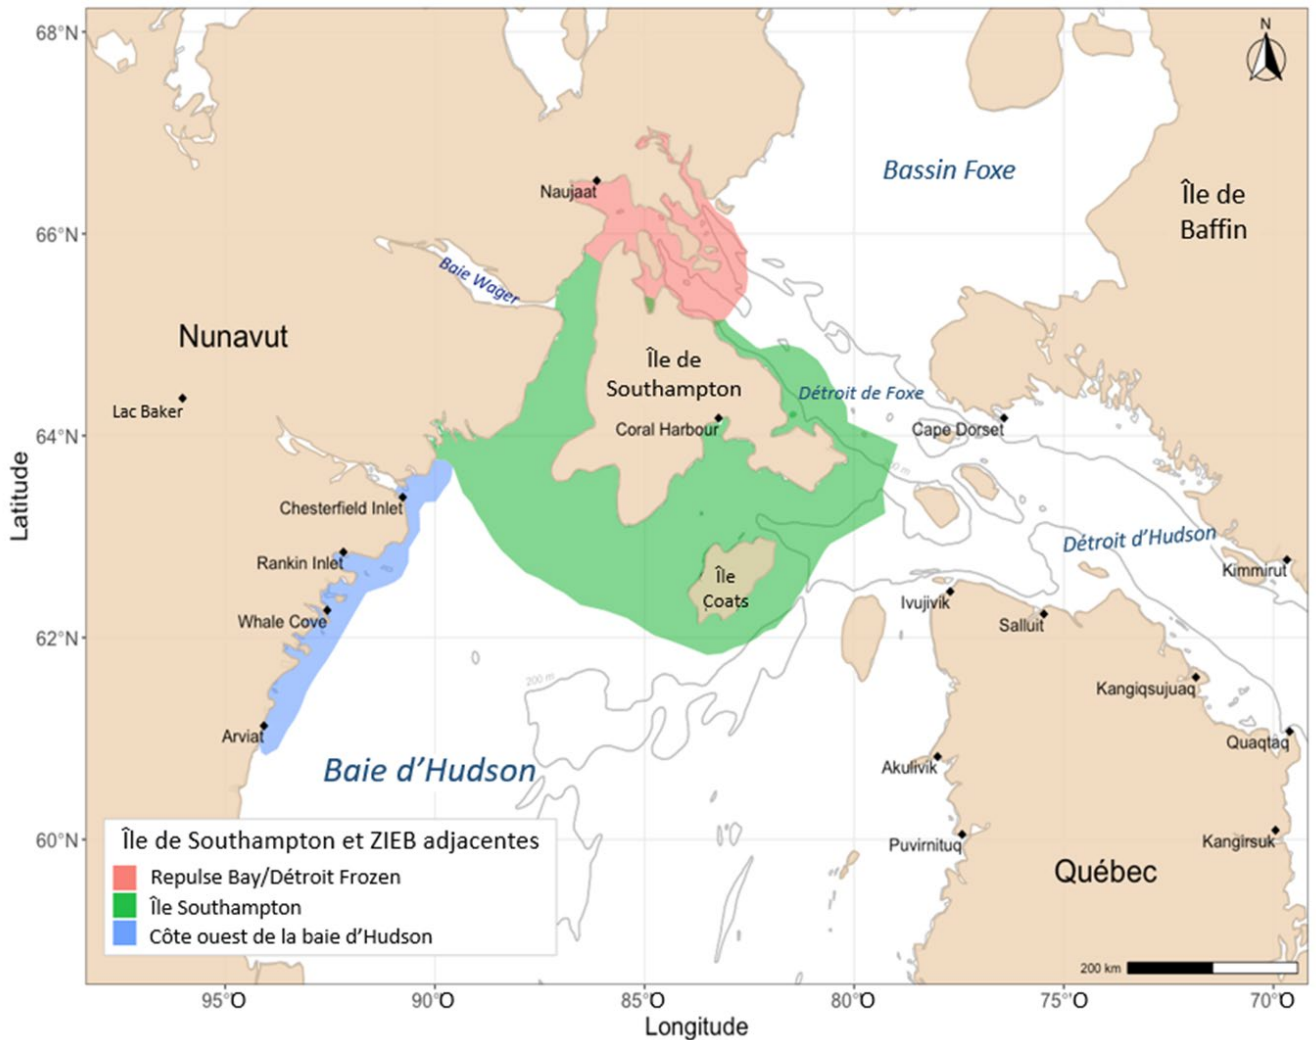 N
68°N
Bassin Foxe
Île de
Baffin
Naujaat
66°N
Baie Wager
Nunavut
Île de
Southampton
Détroit de Foxe
Lac Baker
Coral Harbour
Cape Dorset
64°N
200 m
Latitude
Chesterfield Inlet
Détroit d'Hudson
Rankin Inlet
Kimmirut
Île
Coats
Ivujivik
Whale Cove
Salluit
62°N
200 m
Kangiqsujuaq
Arviat
Quaqtaq
Baie d'Hudson
Akulivik
60°N
Puvirnituq
Kangirsuk
Québec
Île de Southampton et ZIEB adjacentes
Repulse Bay/Détroit Frozen
Île Southampton
Côte ouest de la baie d'Hudson
200 km
95°O
90°O
85°O
80°O
75°O
70°O
Longitude